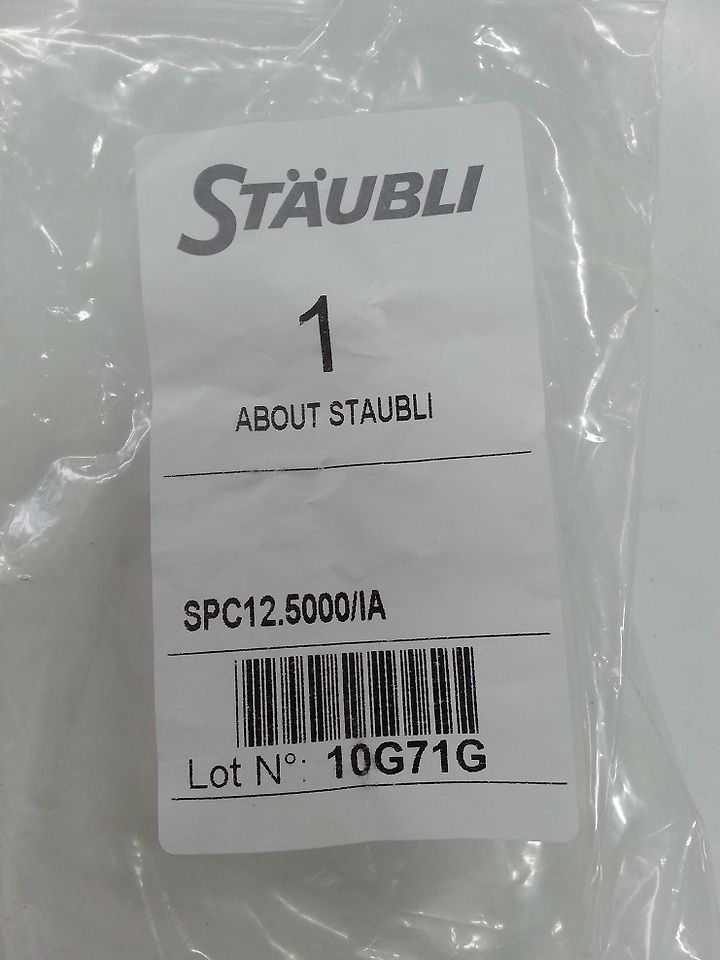 STÄUBLI
1
ABOUT STAUBLI
SPC12.5000/IA
Lot N°: 10G71G